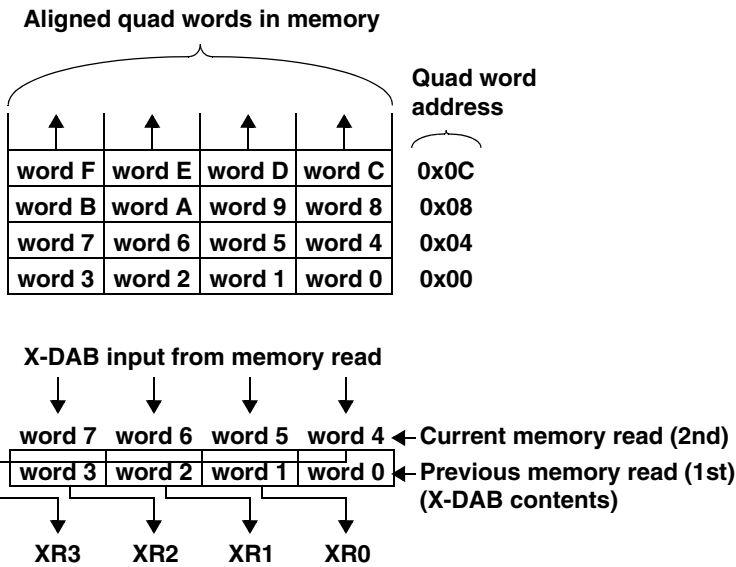 Aligned quad words in memory
Quad word
address
word F word E word D word C 0x0C
word B word A word 9 word 8 0x08
word 7 word 6 word 5 word 4 0x04
word 3 word 2 word 1 word 0 0x00
X-DAB input from memory read
word 7 word 6 word 5 word 4 Current memory read (2nd)
word 3 word 2 word 1 word 0 Previous memory read (1st)
(X-DAB contents)
XR3 XR2 XR1 XR0